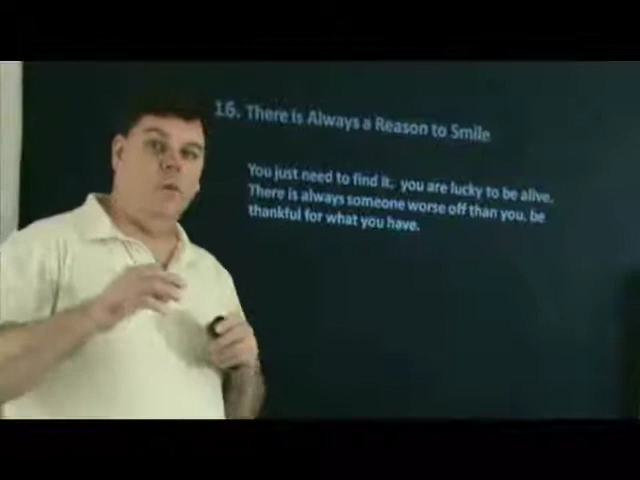 16. There is Always a Reason to Smile
You just need to find it, you are lucky to be alive.
There is always someone worse off than you, be
thankful for what you have.